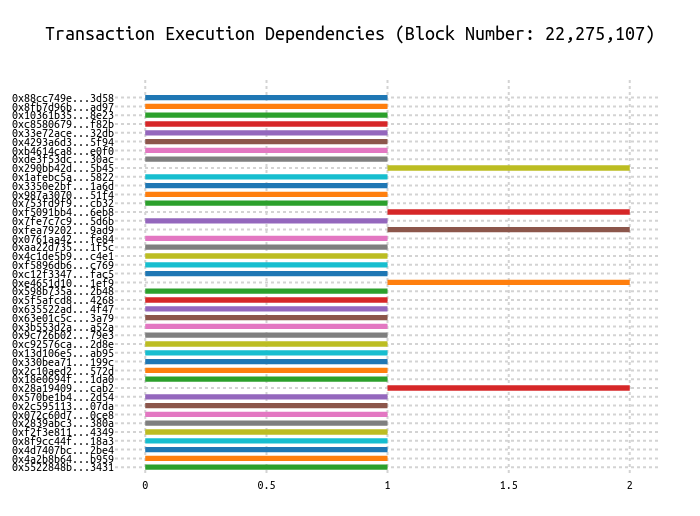 Transaction Execution Dependencies (Block Number: 22,275,107)
0x88cc749e...3d58
0x8fb7d96b...ad97
0x10361b35...8e23
0xc8580679...f82b
0x33e72ace...32db
0x4293a6d3...5f94
0xb4614ca8...e0f0
0xde3f53dc...30ac
0x290bb42d...5b45
0x1afebc5a...5822
0x3350e2bf...1a6d
0x987a3070...51f4
0x753fd9f9...cb32
0xf5091bb4...6eb8
0x7fe7c7c9...5d6b
0xfea79202...9ad9
0x0761aa42...fe84
0xaa22d735...1f5c
0x4c1de5b9...c4e1
0xf5896db6...c769
0xc12f3347...fac5
0xe4651d10...1ef9
0x598b735a...2b48
0x5f5afcd8...4268
0x635522ad...4f47
0x63e01c5c...3a79
0x3b553d2a...a52a
0x9c726b02...79e3
0xc92576ca...2d8e
0x13d106e5...ab95
0x330bea71...199c
0x2c10aed2...572d
0x18e0694f...1da0
0x28a19409...cab2
0x570be1b4...2d54
0x2c595113...07da
0x072c60d7...0ce8
0x2839abc3...380a
0xf2f3e811...4349
0x8f9cc44f...18a3
0x4d7407bc...2be4
0x4a2b8b64...b959
0x5522848b...3431
0 0.5 1 1.5 2